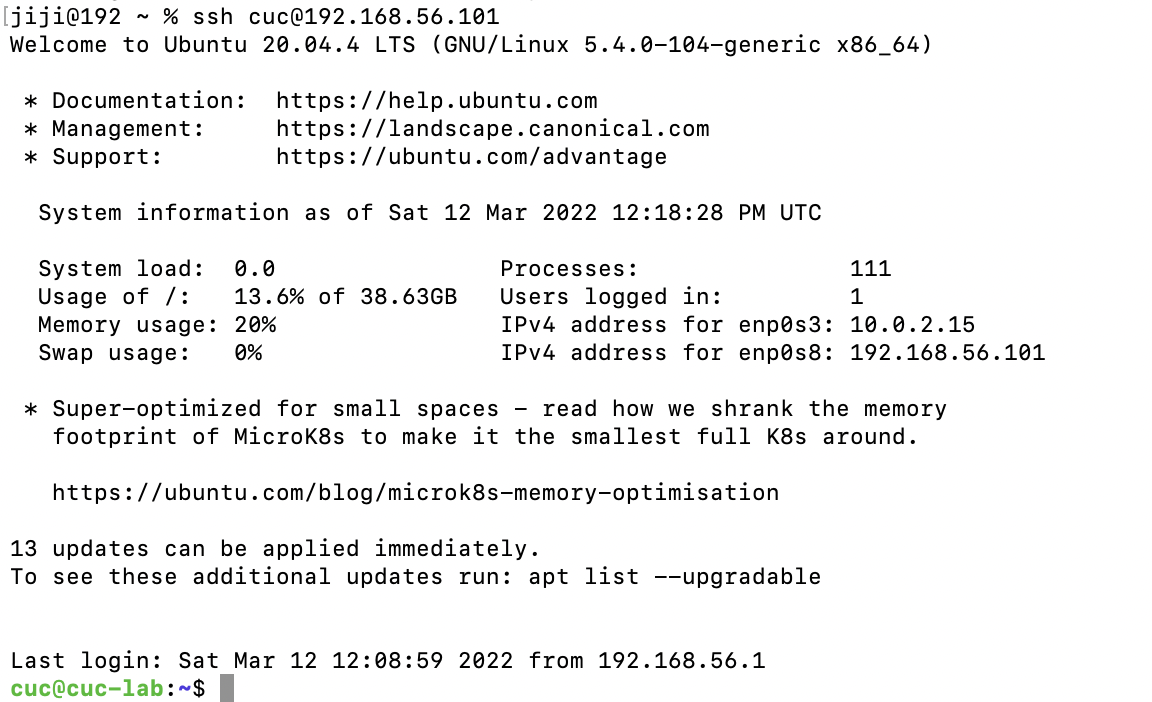 [jiji@192 ~ % ssh cuc@192.168.56.101
Welcome to Ubuntu 20.04.4 LTS (GNU/Linux 5.4.0-104-generic x86_64)
* Documentation:  https://help.ubuntu.com
* Management:     https://landscape.canonical.com
* Support:        https://ubuntu.com/advantage
System information as of Sat 12 Mar 2022 12:18:28 PM UTC
System load:  0.0                Processes:               111
Usage of /:   13.6% of 38.63GB   Users logged in:         1
Memory usage: 20%                IPv4 address for enp0s3: 10.0.2.15
Swap usage:   0%                 IPv4 address for enp0s8: 192.168.56.101
* Super-optimized for small spaces - read how we shrank the memory
footprint of MicroK8s to make it the smallest full K8s around.
https://ubuntu.com/blog/microk8s-memory-optimisation
13 updates can be applied immediately.
To see these additional updates run: apt list --upgradable
Last login: Sat Mar 12 12:08:59 2022 from 192.168.56.1
cuc@cuc-lab:~$